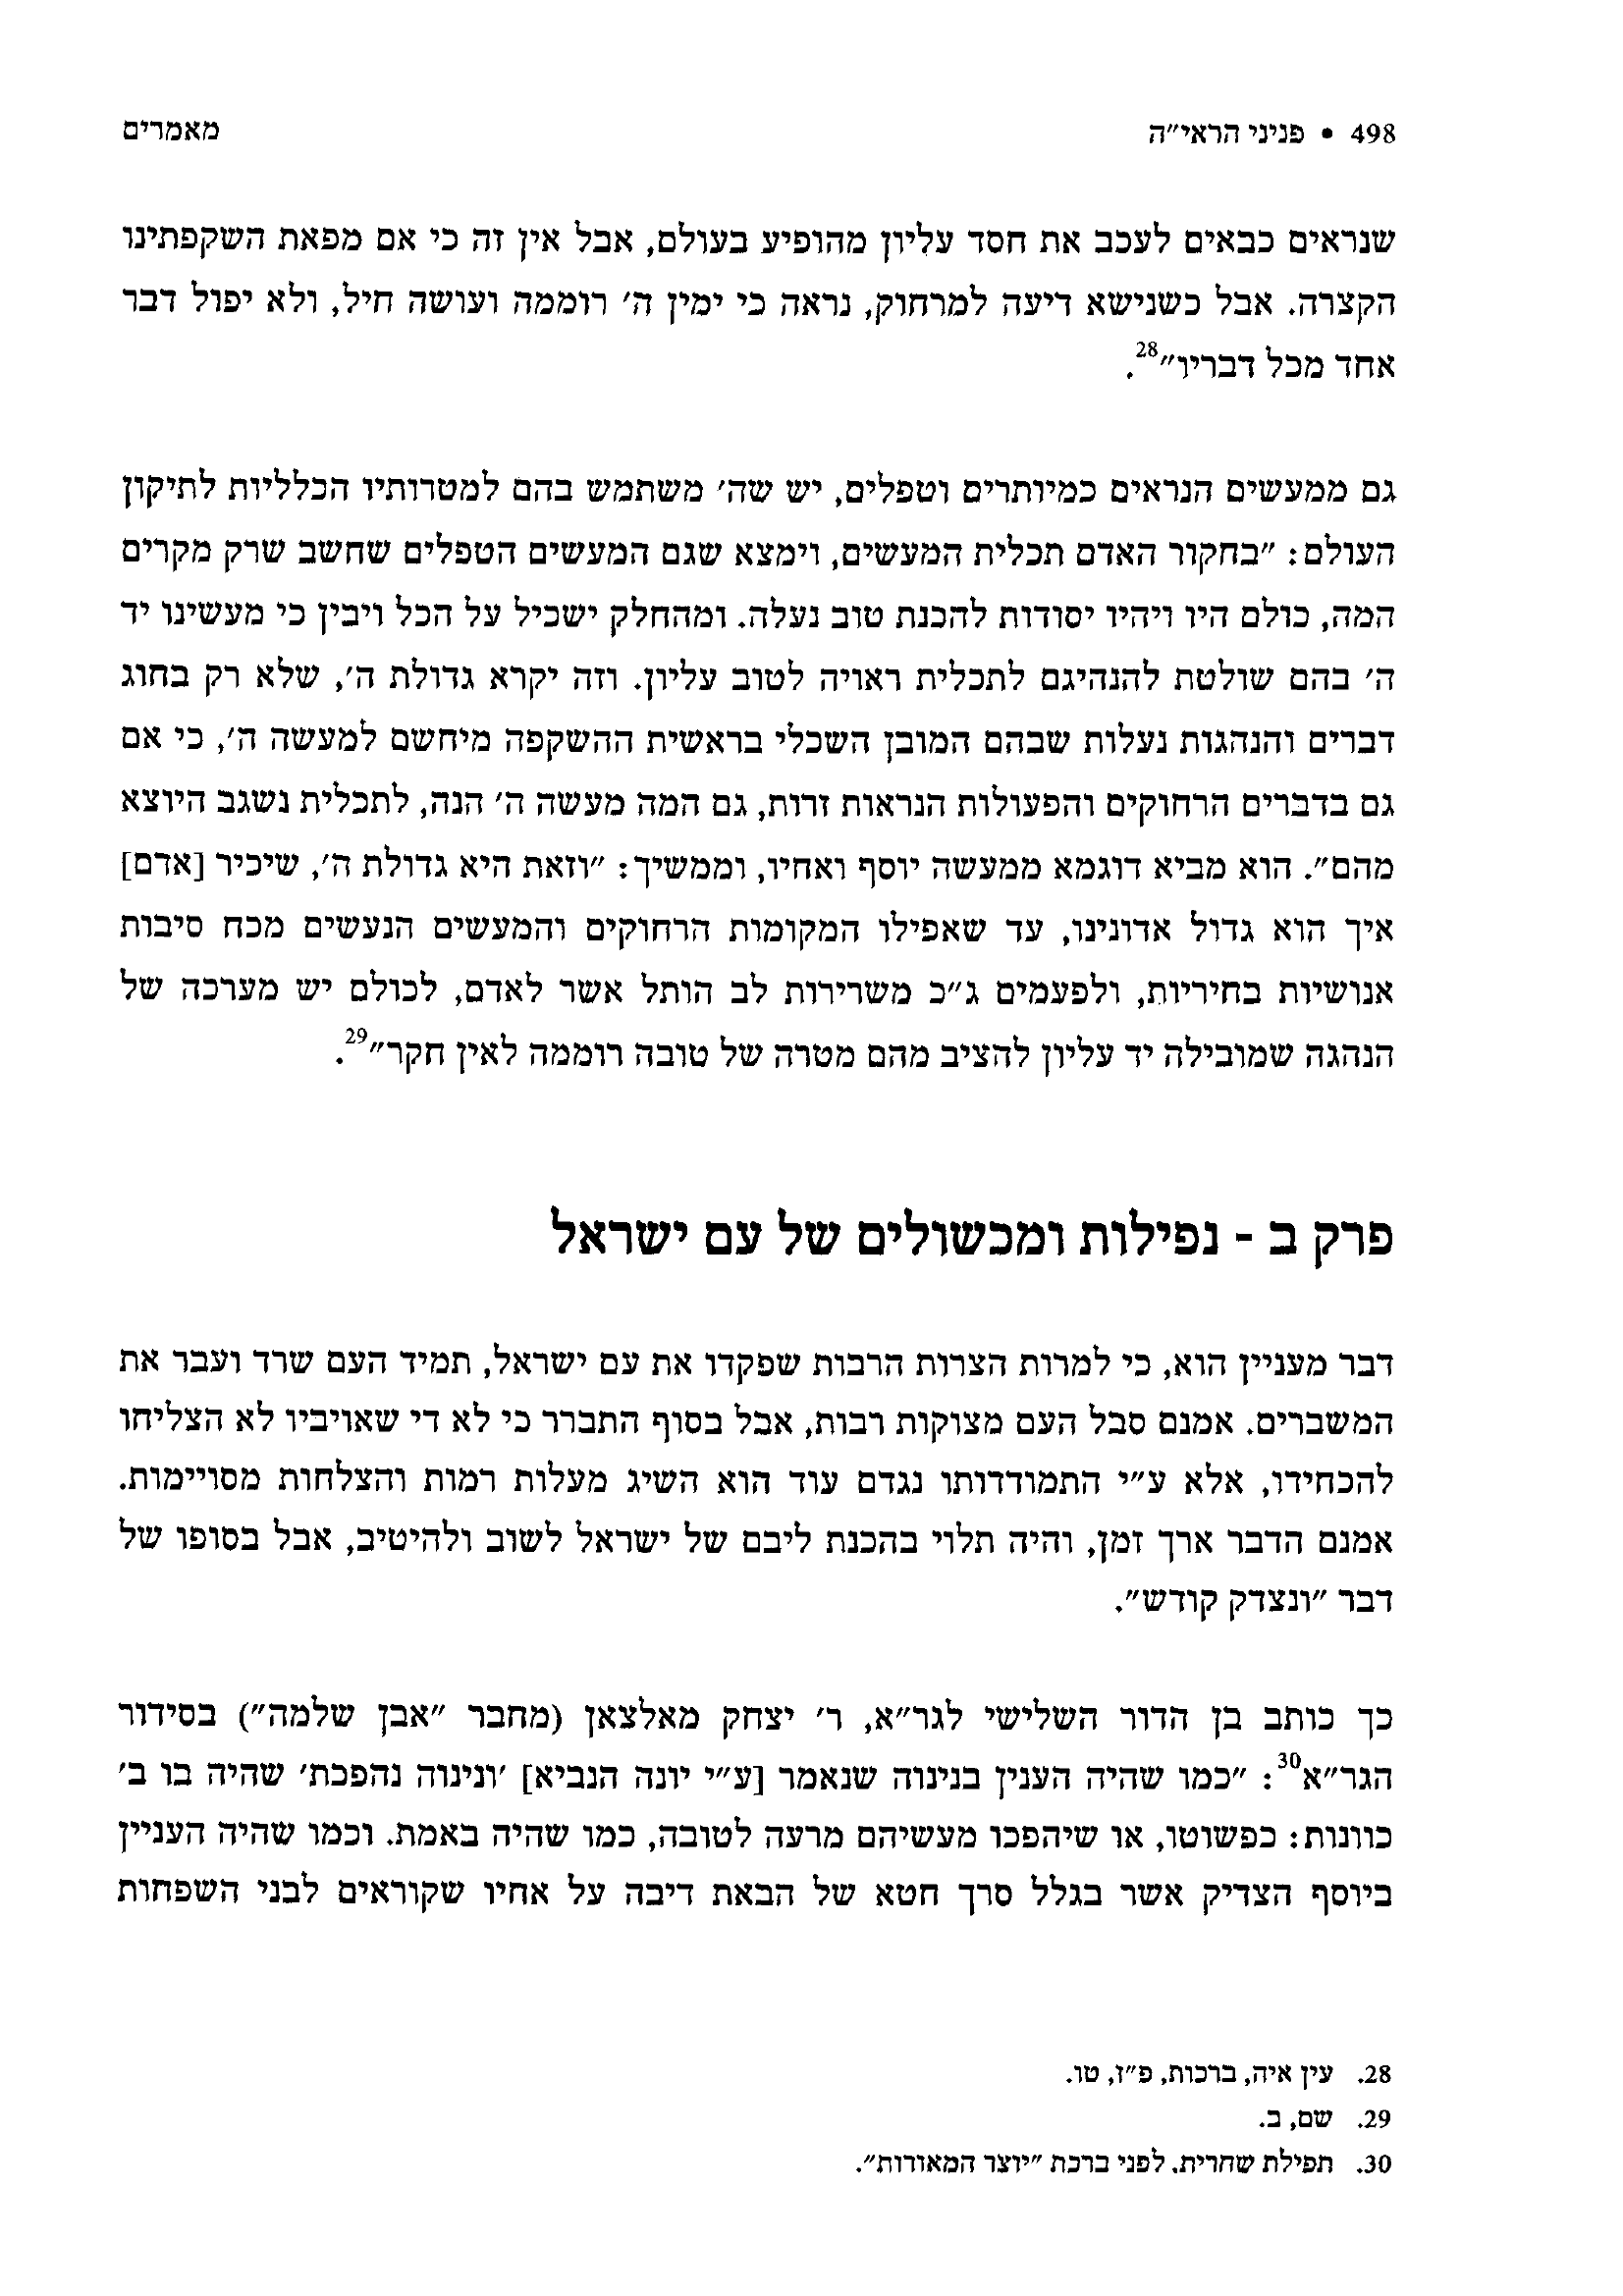 498 • פניני הראי״ה מאמרים
שנראים כבאים לעכב את חסד עליון מהופיע בעולם, אבל אין זה כי אם מפאת השקפתינו
הקצרה. אבל כשנישא דיעה למרחוק, נראה כי ימין ה׳ רוממה ועושה חיל, ולא יפול דבר
אחד מכל דבריו״28.
גם ממעשים הנראים כמיותרים וטפלים, יש שה׳ משתמש בהם למטרותיו הכלליות לתיקון
העולם: ״בחקור האדם תכלית המעשים, וימצא שגם המעשים הטפלים שחשב שרק מקרים
המה, כולם היו ויהיו יסודות להכנת טוב נעלה. ומהחלק ישכיל על הכל ויבין כי מעשינו יד
ה׳ בהם שולטת להנהיגם לתכלית ראויה לטוב עליון. וזה יקרא גדולת ה׳, שלא רק בחוג
דברים והנהגות נעלות שבהם המובן השכלי בראשית ההשקפה מיחשם למעשה ה׳, כי אם
גם בדברים הרחוקים והפעולות הנראות זרות, גם המה מעשה ה׳ הנה, לתכלית נשגב היוצא
מהם״. הוא מביא דוגמא ממעשה יוסף ואחיו, וממשיך: ״וזאת היא גדולת ה׳, שיכיר [אדם]
איך הוא גדול אדונינו, עד שאפילו המקומות הרחוקים והמעשים הנעשים מכח סיבות
אנושיות בחיריות, ולפעמים ג״כ משרירות לב הותל אשר לאדם, לכולם יש מערכה של
הנהגה שמובילה יד עליון להציב מהם מטרה של טובה רוממה לאין חקר״29.
פרק ב - נפילות ומכשולים של עם ישראל
דבר מעניין הוא, כי למרות הצרות הרבות שפקדו את עם ישראל, תמיד העם שרד ועבר את
המשברים. אמנם סבל העם מצוקות רבות, אבל בסוף התברר כי לא די שאויביו לא הצליחו
להכחידו, אלא ע״י התמודדותו נגדם עוד הוא השיג מעלות רמות והצלחות מסויימות.
אמנם הדבר ארך זמן, והיה תלוי בהכנת ליבם של ישראל לשוב ולהיטיב, אבל בסופו של
דבר ״ונצדק קודש״.
כך כותב בן הדור השלישי לגר״א, ר׳ יצחק מאלצאן (מחבר ״אבן שלמה״) בסידור
הגר״א30: ״כמו שהיה הענין בנינוה שנאמר [ע״י יונה הנביא] ׳ונינוה נהפכת׳ שהיה בו ב׳
כוונות: כפשוטו, או שיהפכו מעשיהם מרעה לטובה, כמו שהיה באמת. וכמו שהיה העניין
ביוסף הצדיק אשר בגלל סרך חטא של הבאת דיבה על אחיו שקוראים לבני השפחות
28. עין איה, ברכות, פ״ז, טו.
29. שם, ב.
30. תפילת שחרית, לפני ברכת ״יוצר המאורות״.